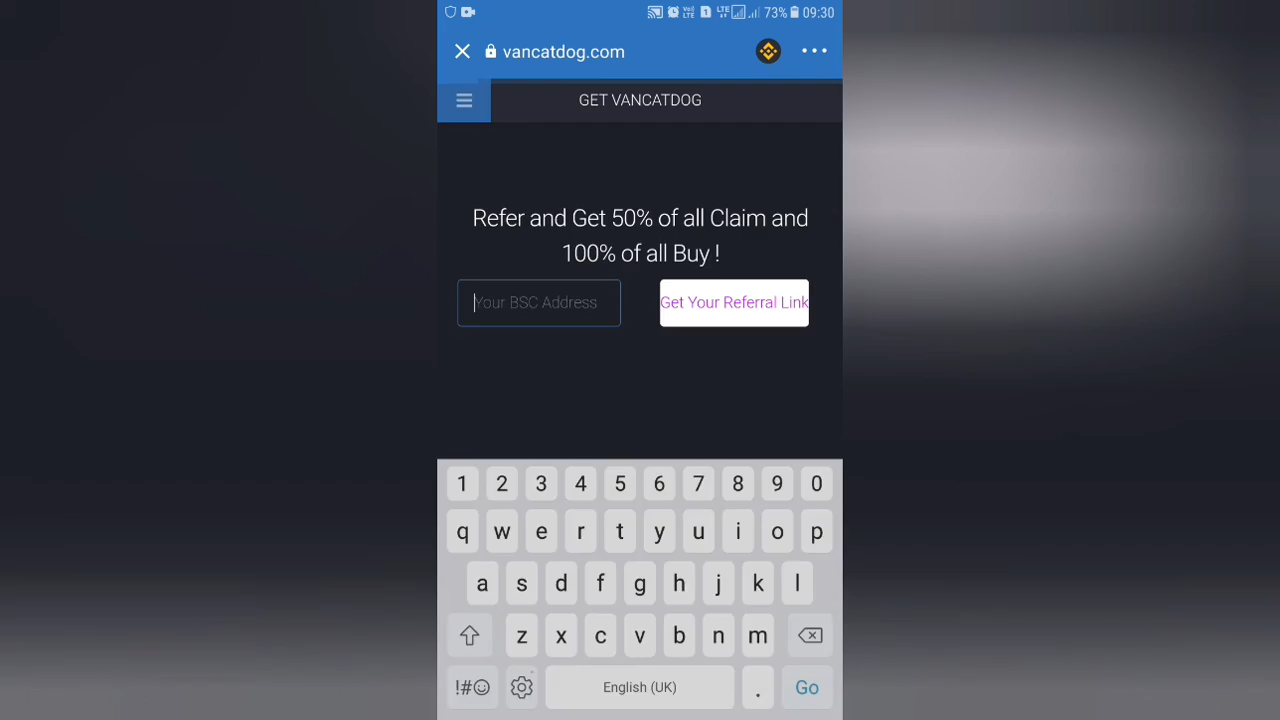 73% 09:30
vancatdog.com
GET VANCATDOG
Refer and Get 50% of all Claim and
100% of all Buy !
Your BSC Address
Get Your Referral Link
1 2 3 4 5 6 7 8 9 0
q w e r t y u i o p
a s d f g h j k l
z x c v b n m
!#☺ English (UK) . Go